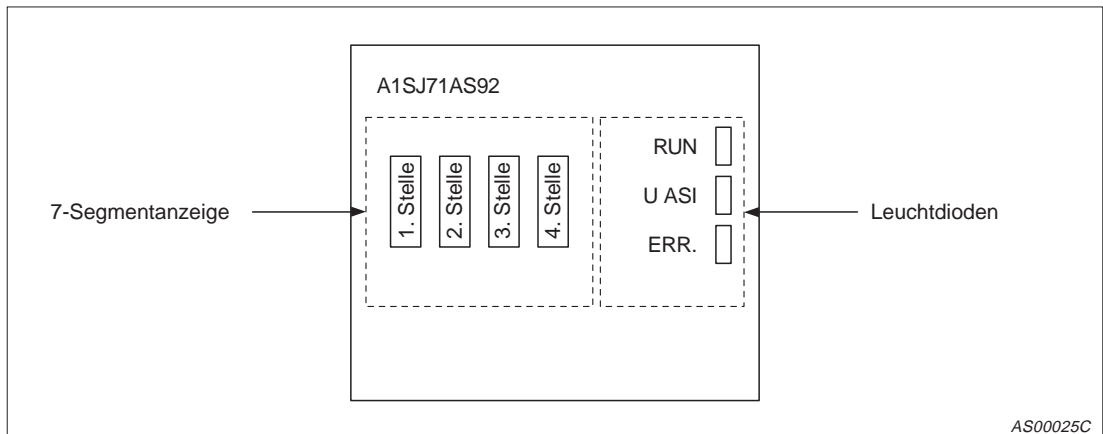 A1SJ71AS92
7-Segmentanzeige
1. Stelle
2. Stelle
3. Stelle
4. Stelle
RUN
U ASI
ERR.
Leuchtdioden
AS00025C